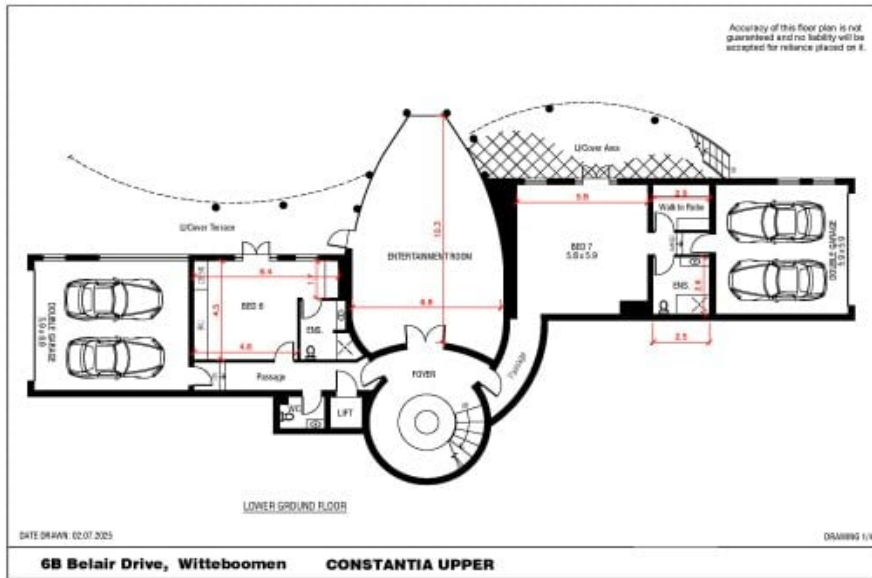 Accuracy of this floor plan is not
guaranteed and no liability will be
accepted for reliance placed on it.
U/Cover Area
U/Cover Terrace
10.3
5.8
2.5
Walk In Robe
ENTERTAINMENT ROOM
BED 7
5.8 x 5.9
DOUBLE GARAGE
5.9 x 5.9
ENS.
2.5
6.4
DESK
BIC
4.5
BED 6
4.6
ENS.
DOUBLE GARAGE
Passage
FOYER
Passage
WC
LIFT
LOWER GROUND FLOOR
DATE DRAWN: 02.07.2025
DRAWING 1/
6B Belair Drive, Witteboomen CONSTANTIA UPPER